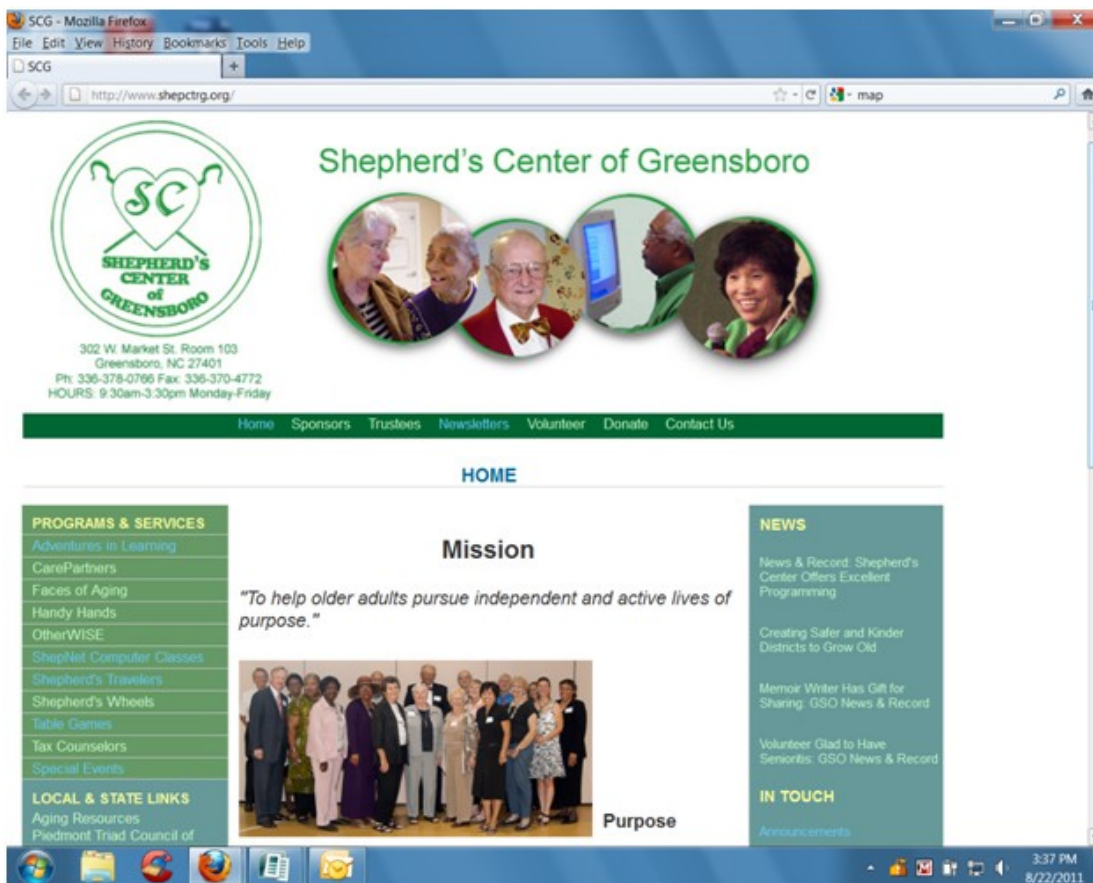 SCG - Mozilla Firefox
File Edit View History Bookmarks Tools Help
SCG
http://www.shepctrg.org/
map
SC
SHEPHERD'S
CENTER
of
GREENSBORO
302 W. Market St. Room 103
Greensboro, NC 27401
Ph: 336-378-0766 Fax: 336-370-4772
HOURS: 9:30am-3:30pm Monday-Friday
Shepherd's Center of Greensboro
Home Sponsors Trustees Newsletters Volunteer Donate Contact Us
HOME
PROGRAMS & SERVICES
Adventures in Learning
CarePartners
Faces of Aging
Handy Hands
OtherWISE
ShepNet Computer Classes
Shepherd's Travelers
Shepherd's Wheels
Table Games
Tax Counselors
Special Events
LOCAL & STATE LINKS
Aging Resources
Piedmont Triad Council of
Mission
"To help older adults pursue independent and active lives of
purpose."
Purpose
NEWS
News & Record: Shepherd's
Center Offers Excellent
Programming
Creating Safer and Kinder
Districts to Grow Old
Memoir Writer Has Gift for
Sharing: GSO News & Record
Volunteer Glad to Have
Senioritis: GSO News & Record
IN TOUCH
Announcements
3:37 PM
8/22/2011